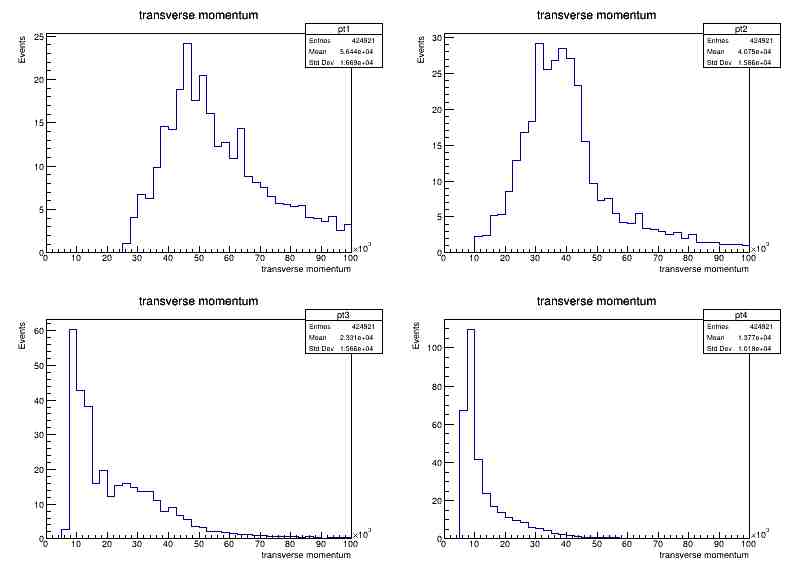 transverse momentum
pt1
Entries 424921
Mean 5.644e+04
Std Dev 1.669e+04
Events
25
20
15
10
5
0
0 10 20 30 40 50 60 70 80 90 100
×10³
transverse momentum
transverse momentum
pt2
Entries 424921
Mean 4.079e+04
Std Dev 1.586e+04
Events
30
25
20
15
10
5
0
0 10 20 30 40 50 60 70 80 90 100
×10³
transverse momentum
transverse momentum
pt3
Entries 424921
Mean 2.331e+04
Std Dev 1.566e+04
Events
60
50
40
30
20
10
0
0 10 20 30 40 50 60 70 80 90 100
×10³
transverse momentum
transverse momentum
pt4
Entries 424921
Mean 1.377e+04
Std Dev 1.018e+04
Events
100
80
60
40
20
0
0 10 20 30 40 50 60 70 80 90 100
×10³
transverse momentum